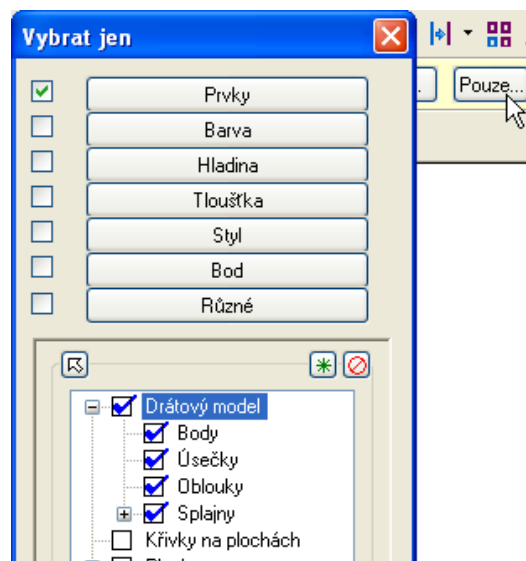 Vybrat jen
Pouze...
Prvky
Barva
Hladina
Tloušťka
Styl
Bod
Různé
Drátový model
Body
Úsečky
Oblouky
Splajny
Křivky na plochách